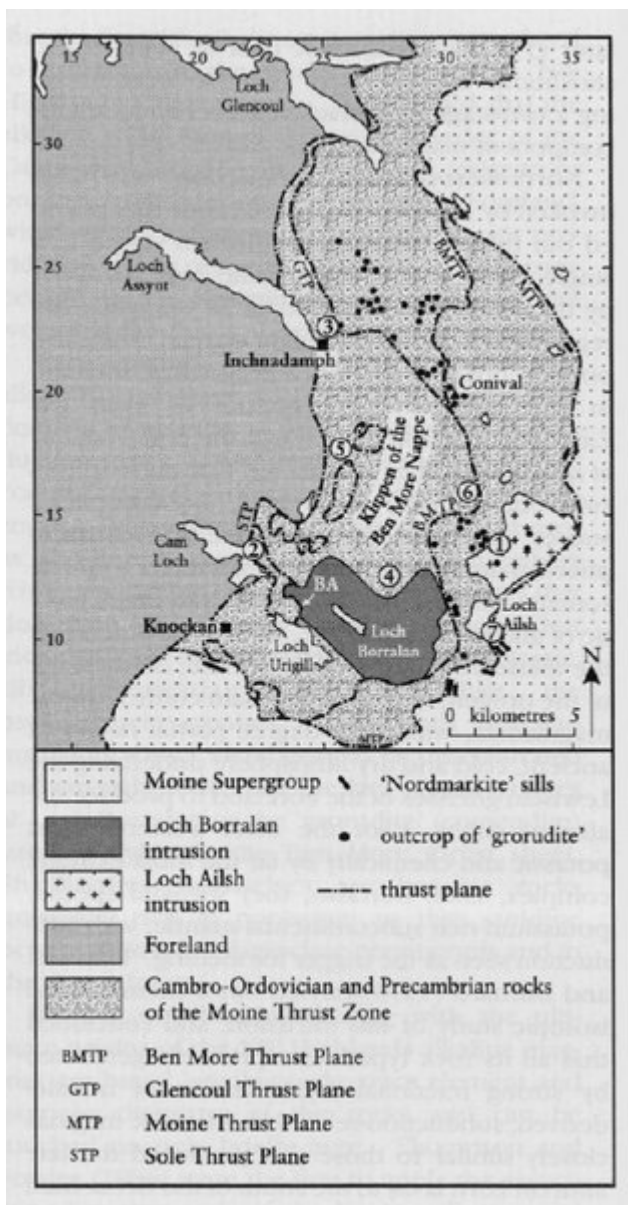 15
20
25
30
35
Loch
Glencoul
30
GTP
BMTP
MTP
25
Loch
Assynt
3
Inchnadamph
Conival
20
5
Klippen of the
Ben More Nappe
6
15
STP
BMTP
Cam
Loch
2
1
4
BA
Loch
Ailsh
Knockan
10
Loch
Urigill
Loch
Borralan
7
N
0 kilometres 5
MTP
Moine Supergroup
'Nordmarkite' sills
Loch Borralan
intrusion
outcrop of 'grorudite'
Loch Ailsh
intrusion
thrust plane
Foreland
Cambro-Ordovician and Precambrian rocks
of the Moine Thrust Zone
BMTP Ben More Thrust Plane
GTP Glencoul Thrust Plane
MTP Moine Thrust Plane
STP Sole Thrust Plane